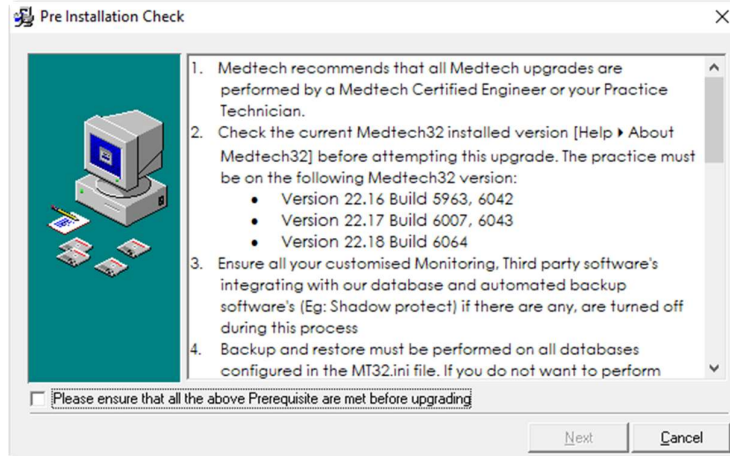 Pre Installation Check
1. Medtech recommends that all Medtech upgrades are
performed by a Medtech Certified Engineer or your Practice
Technician.
2. Check the current Medtech32 installed version [Help ▸ About
Medtech32] before attempting this upgrade. The practice must
be on the following Medtech32 version:
• Version 22.16 Build 5963, 6042
• Version 22.17 Build 6007, 6043
• Version 22.18 Build 6064
3. Ensure all your customised Monitoring, Third party software's
integrating with our database and automated backup
software's (Eg: Shadow protect) if there are any, are turned off
during this process
4. Backup and restore must be performed on all databases
configured in the MT32.ini file. If you do not want to perform
Please ensure that all the above Prerequisite are met before upgrading
Next
Cancel